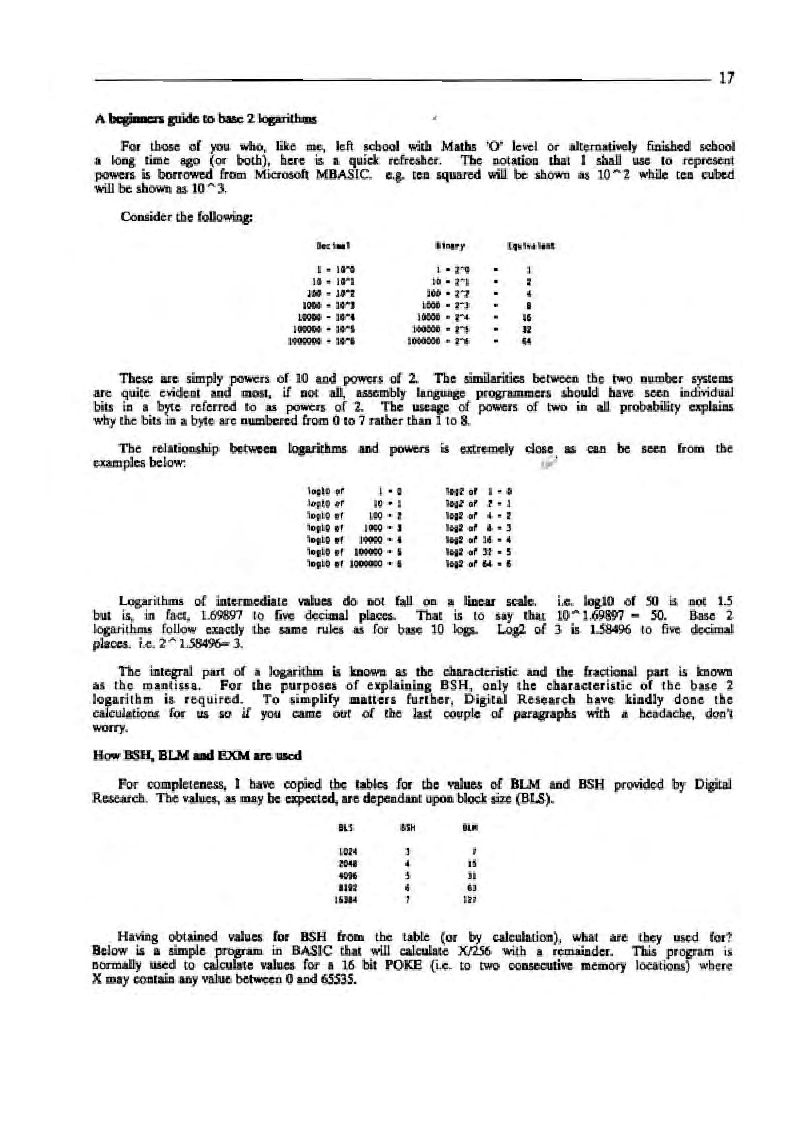 17
A beginners guide to base 2 logarithms
For those of you who, like me, left school with Maths 'O' level or alternatively finished school
a long time ago (or both), here is a quick refresher. The notation that I shall use to represent
powers is borrowed from Microsoft MBASIC. e.g. ten squared will be shown as 10^2 while ten cubed
will be shown as 10^3.
Consider the following:
Decimal Binary Equivalent
1 = 10^0 1 = 2^0 = 1
10 = 10^1 10 = 2^1 = 2
100 = 10^2 100 = 2^2 = 4
1000 = 10^3 1000 = 2^3 = 8
10000 = 10^4 10000 = 2^4 = 16
100000 = 10^5 100000 = 2^5 = 32
1000000 = 10^6 1000000 = 2^6 = 64
These are simply powers of 10 and powers of 2. The similarities between the two number systems
are quite evident and most, if not all, assembly language programmers should have seen individual
bits in a byte referred to as powers of 2. The useage of powers of two in all probability explains
why the bits in a byte are numbered from 0 to 7 rather than 1 to 8.
The relationship between logarithms and powers is extremely close as can be seen from the
examples below:
log10 of 1 = 0 log2 of 1 = 0
log10 of 10 = 1 log2 of 2 = 1
log10 of 100 = 2 log2 of 4 = 2
log10 of 1000 = 3 log2 of 8 = 3
log10 of 10000 = 4 log2 of 16 = 4
log10 of 100000 = 5 log2 of 32 = 5
log10 of 1000000 = 6 log2 of 64 = 6
Logarithms of intermediate values do not fall on a linear scale. i.e. log10 of 50 is not 1.5
but is, in fact, 1.69897 to five decimal places. That is to say that 10^1.69897 = 50. Base 2
logarithms follow exactly the same rules as for base 10 logs. Log2 of 3 is 1.58496 to five decimal
places. i.e. 2^1.58496= 3.
The integral part of a logarithm is known as the characteristic and the fractional part is known
as the mantissa. For the purposes of explaining BSH, only the characteristic of the base 2
logarithm is required. To simplify matters further, Digital Research have kindly done the
calculations for us so if you came out of the last couple of paragraphs with a headache, don't
worry.
How BSH, BLM and EXM are used
For completeness, I have copied the tables for the values of BLM and BSH provided by Digital
Research. The values, as may be expected, are dependant upon block size (BLS).
BLS BSH BLM
1024 3 7
2048 4 15
4096 5 31
8192 6 63
16384 7 127
Having obtained values for BSH from the table (or by calculation), what are they used for?
Below is a simple program in BASIC that will calculate X/256 with a remainder. This program is
normally used to calculate values for a 16 bit POKE (i.e. to two consecutive memory locations) where
X may contain any value between 0 and 65535.